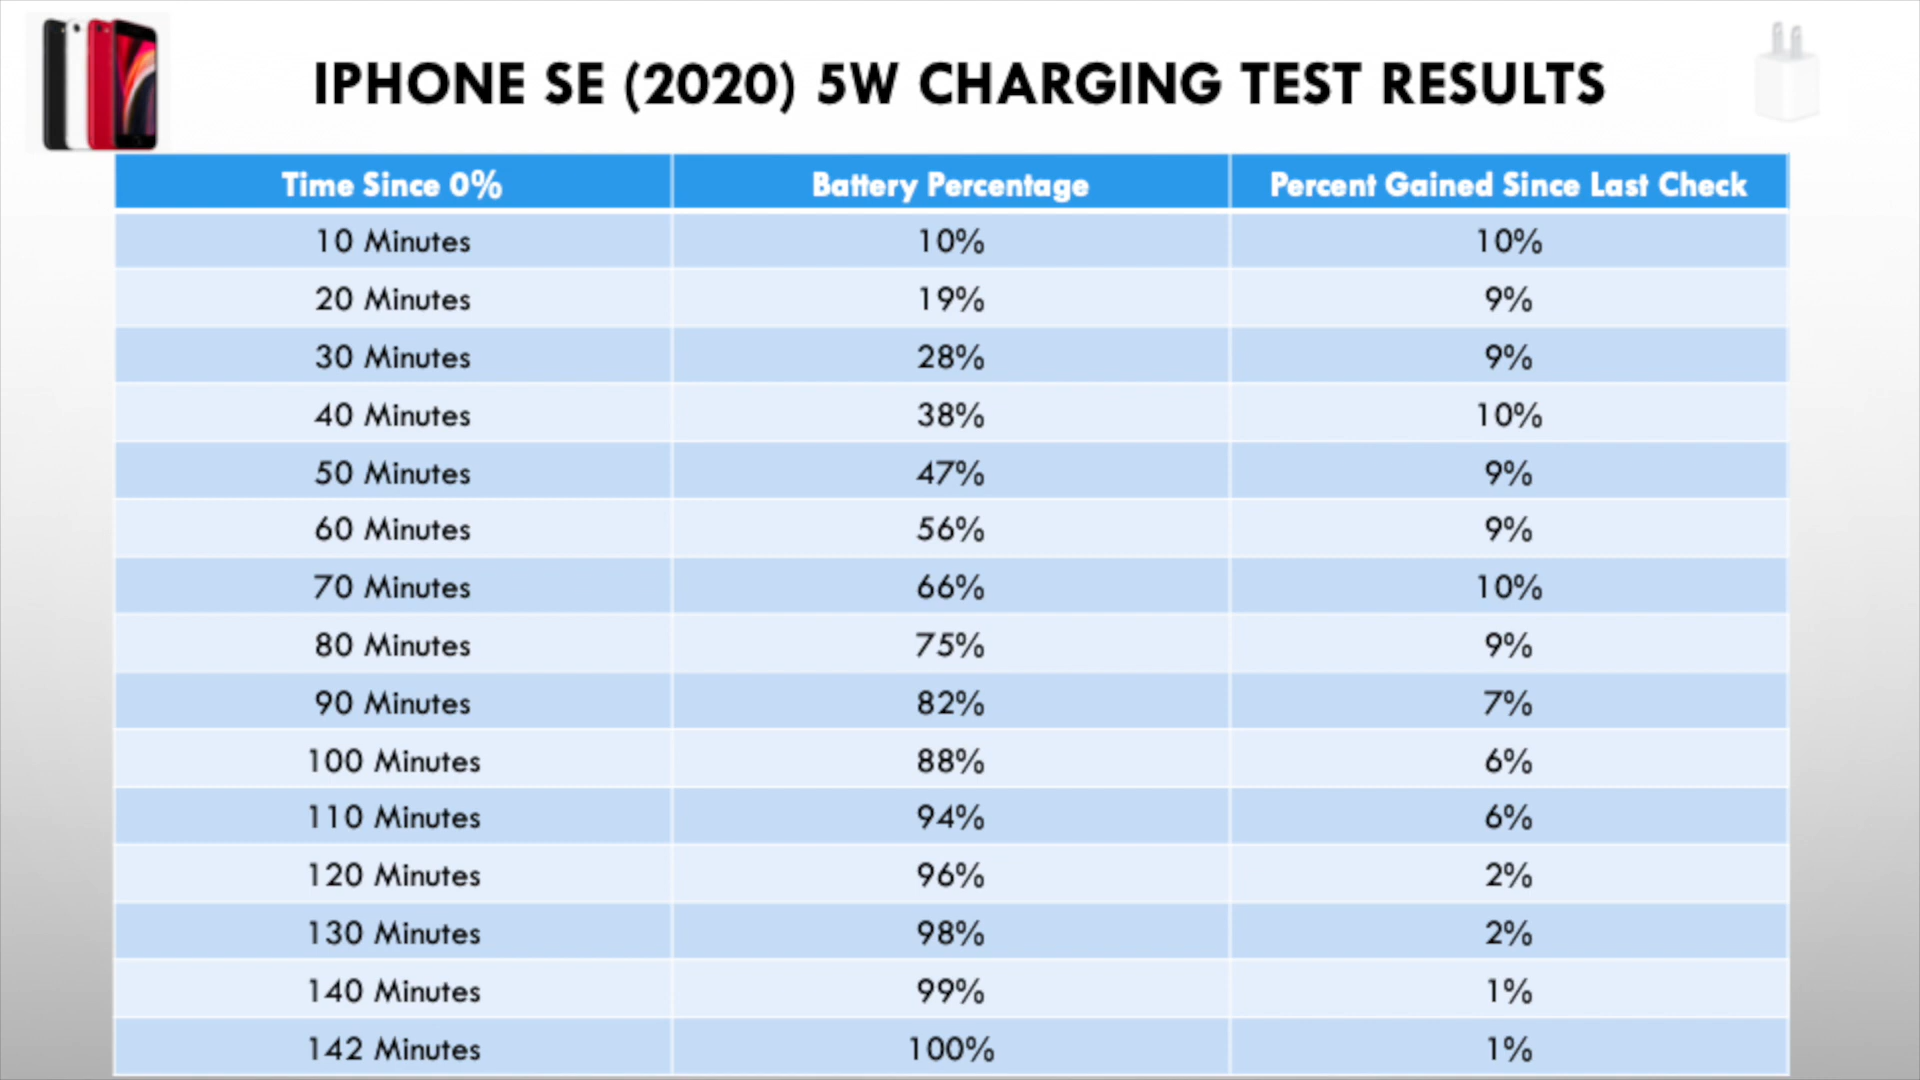 IPHONE SE (2020) 5W CHARGING TEST RESULTS
Time Since 0% Battery Percentage Percent Gained Since Last Check
10 Minutes 10% 10%
20 Minutes 19% 9%
30 Minutes 28% 9%
40 Minutes 38% 10%
50 Minutes 47% 9%
60 Minutes 56% 9%
70 Minutes 66% 10%
80 Minutes 75% 9%
90 Minutes 82% 7%
100 Minutes 88% 6%
110 Minutes 94% 6%
120 Minutes 96% 2%
130 Minutes 98% 2%
140 Minutes 99% 1%
142 Minutes 100% 1%